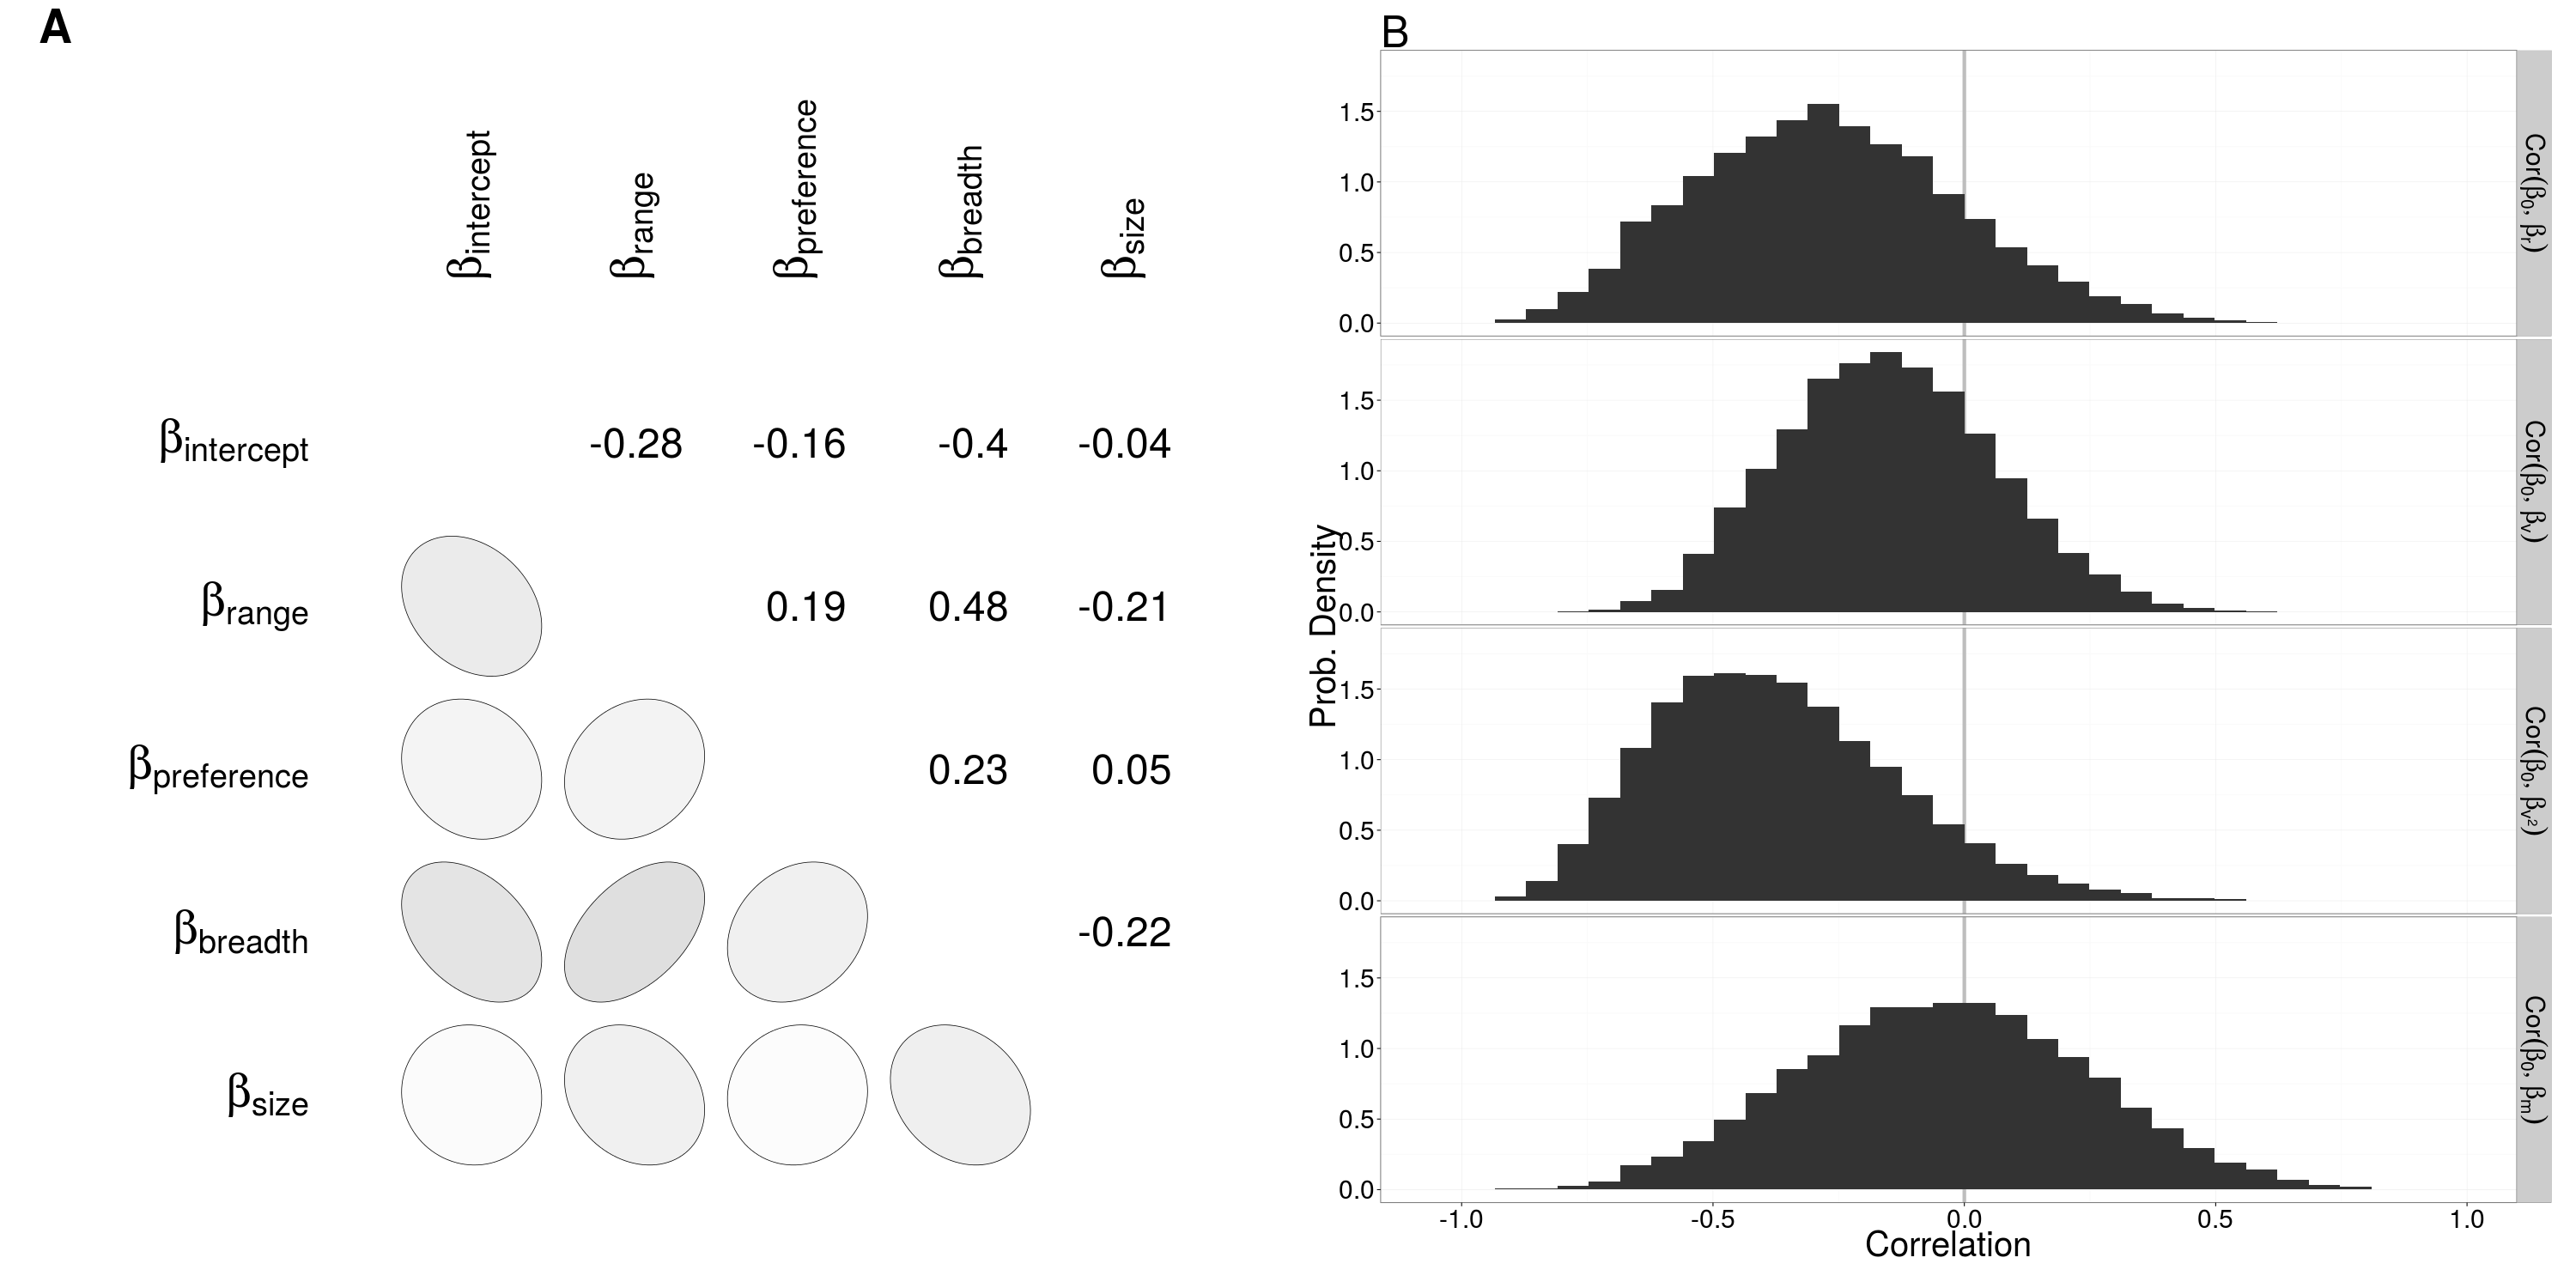 A
βintercept
βrange
βpreference
βbreadth
βsize
βintercept -0.28 -0.16 -0.4 -0.04
βrange 0.19 0.48 -0.21
βpreference 0.23 0.05
βbreadth -0.22
βsize
B
Prob. Density
1.5
1.0
0.5
0.0
Cor(β0, βr)
1.5
1.0
0.5
0.0
Cor(β0, βv)
1.5
1.0
0.5
0.0
Cor(β0, βv²)
1.5
1.0
0.5
0.0
Cor(β0, βm)
-1.0 -0.5 0.0 0.5 1.0
Correlation